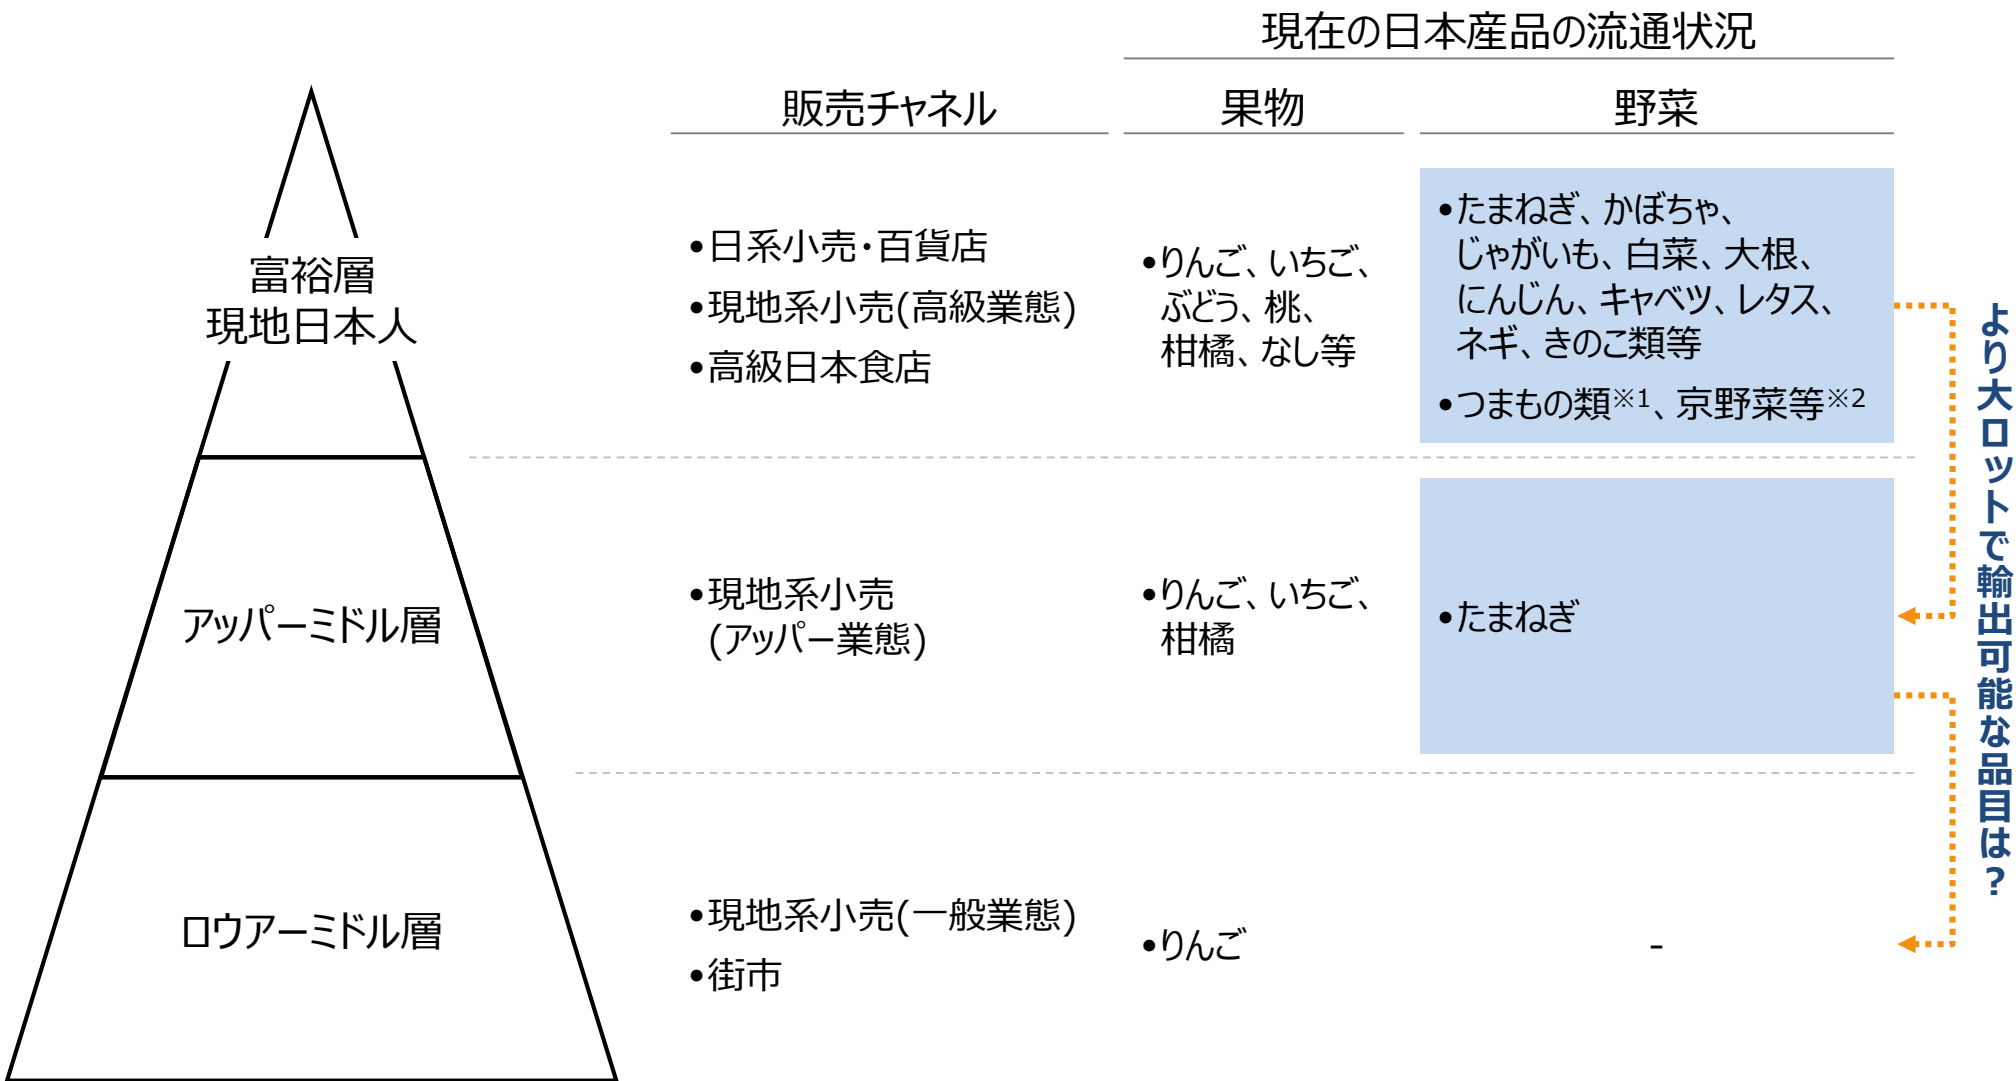 現在の日本産品の流通状況
販売チャネル
果物
野菜
富裕層
現地日本人
•日系小売・百貨店
•現地系小売(高級業態)
•高級日本食店
•りんご、いちご、
ぶどう、桃、
柑橘、なし等
•たまねぎ、かぼちゃ、
じゃがいも、白菜、大根、
にんじん、キャベツ、レタス、
ネギ、きのこ類等
•つまもの類※1、京野菜等※2
アッパーミドル層
•現地系小売
(アッパー業態)
•りんご、いちご、
柑橘
•たまねぎ
ロウアーミドル層
•現地系小売(一般業態)
•街市
•りんご
-
より大ロットで輸出可能な品目は?